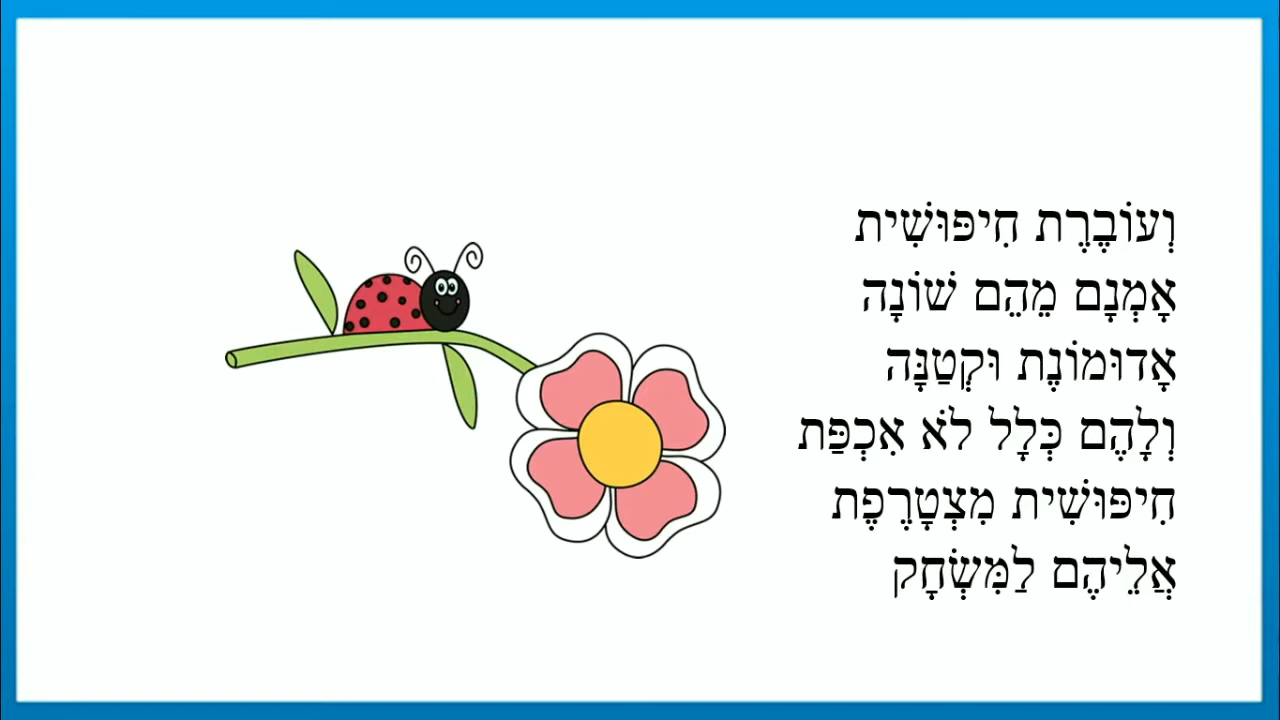 וְעוֹבֶרֶת חִיפּוּשִׁית
אָמְנָם מֵהֵם שׁוֹנָה
אָדוּמוֹנֶת וּקְטַנָּה
וְלָהֶם כְּלָל לֹא אִכְפַּת
חִיפּוּשִׁית מִצְטָרֶפֶת
אֲלֵיהֶם לַמִּשְׂחָק